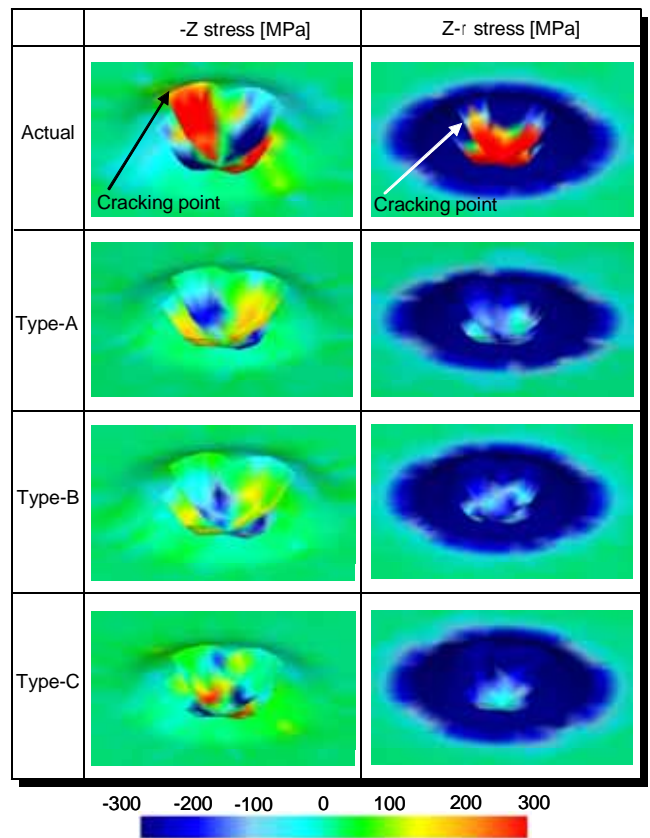 -Z stress [MPa]
Z-r stress [MPa]
Actual
Cracking point
Cracking point
Type-A
Type-B
Type-C
-300 -200 -100 0 100 200 300